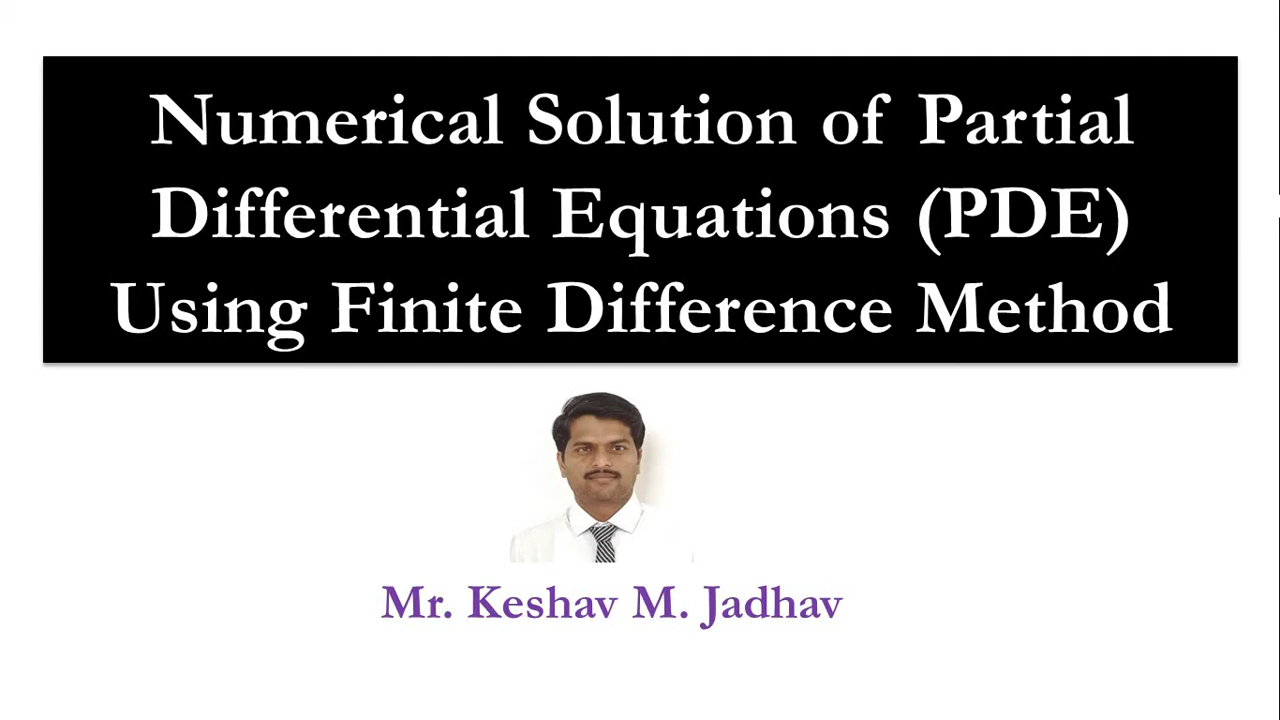 Numerical Solution of Partial
Differential Equations (PDE)
Using Finite Difference Method
Mr. Keshav M. Jadhav